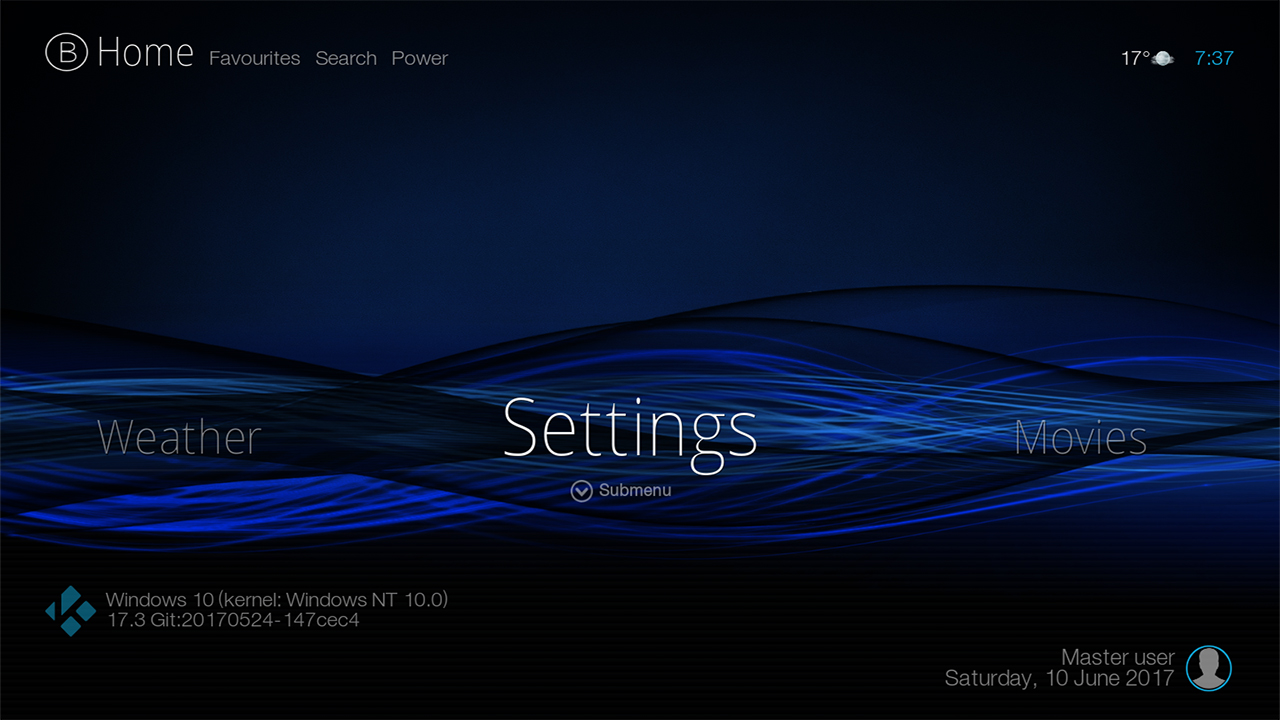 B Home Favourites Search Power
17° 7:37
Weather Settings Movies
Submenu
Windows 10 (kernel: Windows NT 10.0)
17.3 Git:20170524-147cec4
Master user
Saturday, 10 June 2017